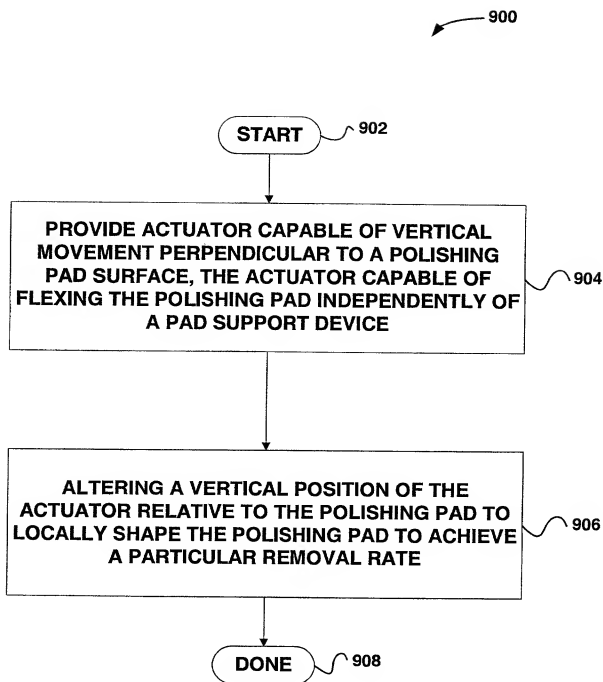 900
START
902
PROVIDE ACTUATOR CAPABLE OF VERTICAL
MOVEMENT PERPENDICULAR TO A POLISHING
PAD SURFACE, THE ACTUATOR CAPABLE OF
FLEXING THE POLISHING PAD INDEPENDENTLY OF
A PAD SUPPORT DEVICE
904
ALTERING A VERTICAL POSITION OF THE
ACTUATOR RELATIVE TO THE POLISHING PAD TO
LOCALLY SHAPE THE POLISHING PAD TO ACHIEVE
A PARTICULAR REMOVAL RATE
906
DONE
908